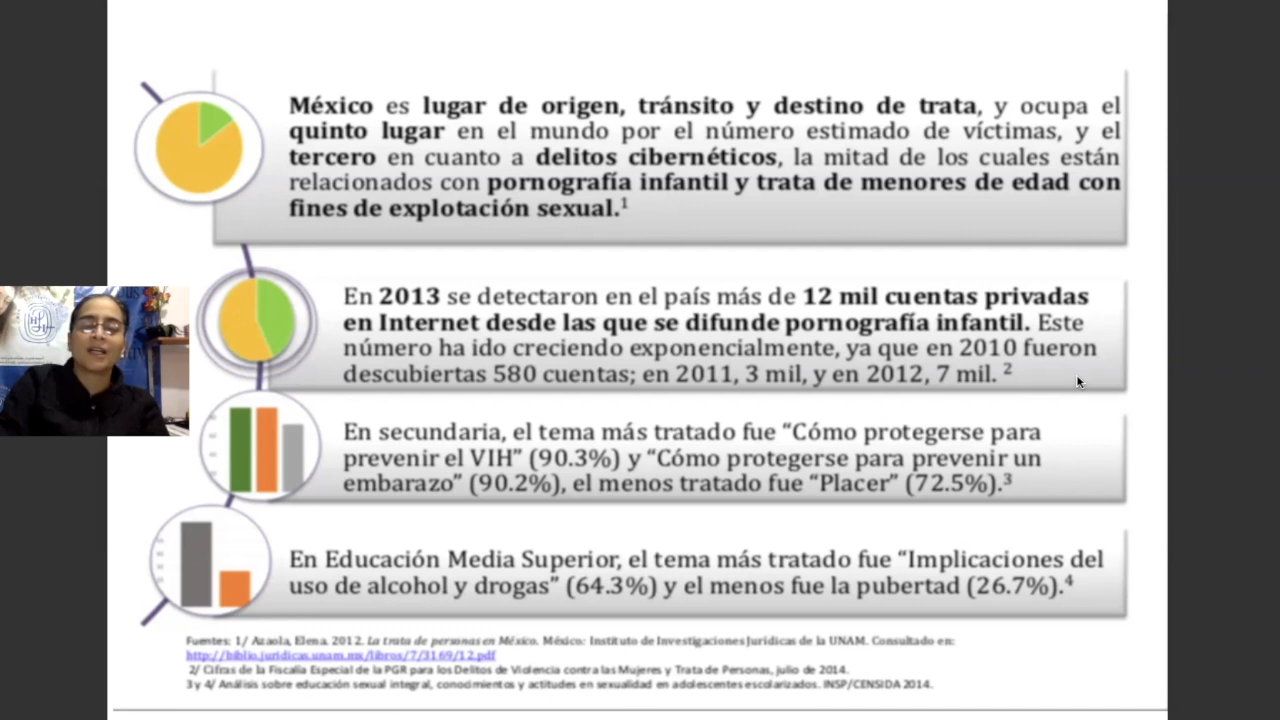 México es lugar de origen, tránsito y destino de trata, y ocupa el
quinto lugar en el mundo por el número estimado de víctimas, y el
tercero en cuanto a delitos cibernéticos, la mitad de los cuales están
relacionados con pornografía infantil y trata de menores de edad con
fines de explotación sexual.¹
En 2013 se detectaron en el país más de 12 mil cuentas privadas
en Internet desde las que se difunde pornografía infantil. Este
número ha ido creciendo exponencialmente, ya que en 2010 fueron
descubiertas 580 cuentas; en 2011, 3 mil, y en 2012, 7 mil. ²
En secundaria, el tema más tratado fue “Cómo protegerse para
prevenir el VIH” (90.3%) y “Cómo protegerse para prevenir un
embarazo” (90.2%), el menos tratado fue “Placer” (72.5%).³
En Educación Media Superior, el tema más tratado fue “Implicaciones del
uso de alcohol y drogas” (64.3%) y el menos fue la pubertad (26.7%).⁴
Fuentes: 1/ Azaola, Elena. 2012. La trata de personas en México. México: Instituto de Investigaciones Jurídicas de la UNAM. Consultado en:
http://biblio.juridicas.unam.mx/libros/7/3169/12.pdf
2/ Cifras de la Fiscalía Especial de la PGR para los Delitos de Violencia contra las Mujeres y Trata de Personas, julio de 2014.
3 y 4/ Análisis sobre educación sexual integral, conocimientos y actitudes en sexualidad en adolescentes escolarizados. INSP/CENSIDA 2014.